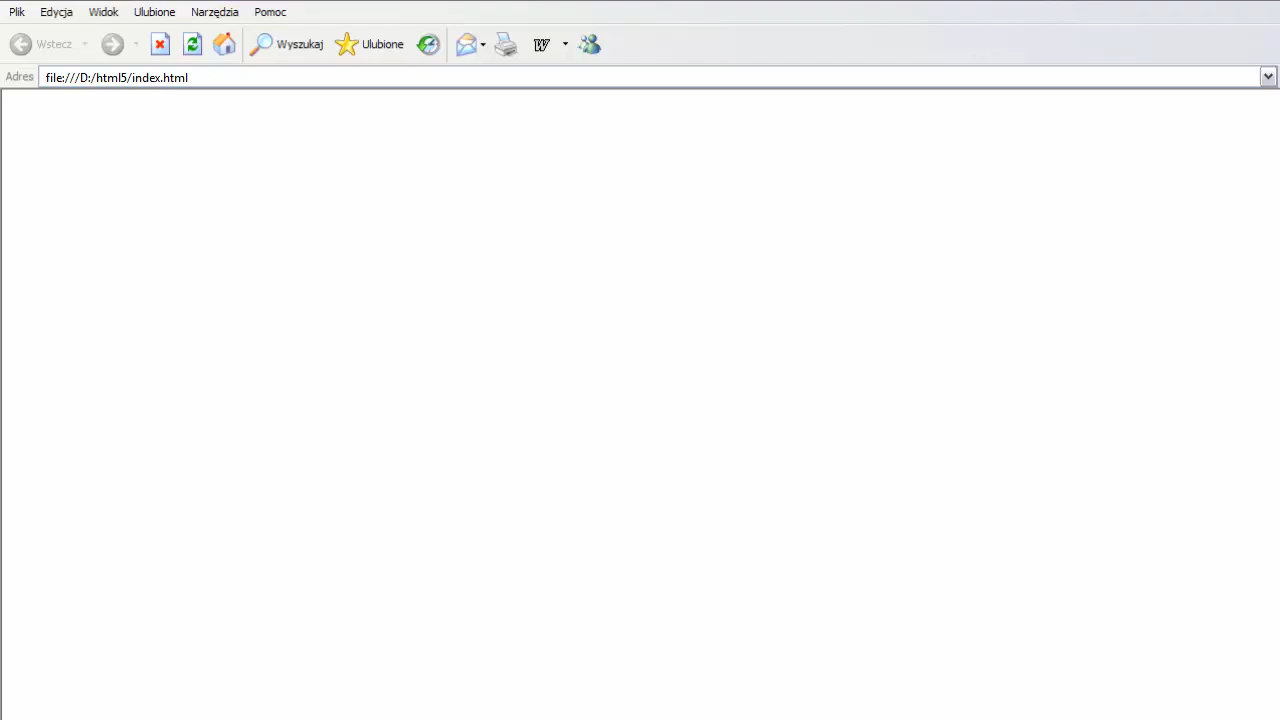 Plik Edycja Widok Ulubione Narzędzia Pomoc
Wstecz Wyszukaj Ulubione W
Adres file:///D:/html5/index.html